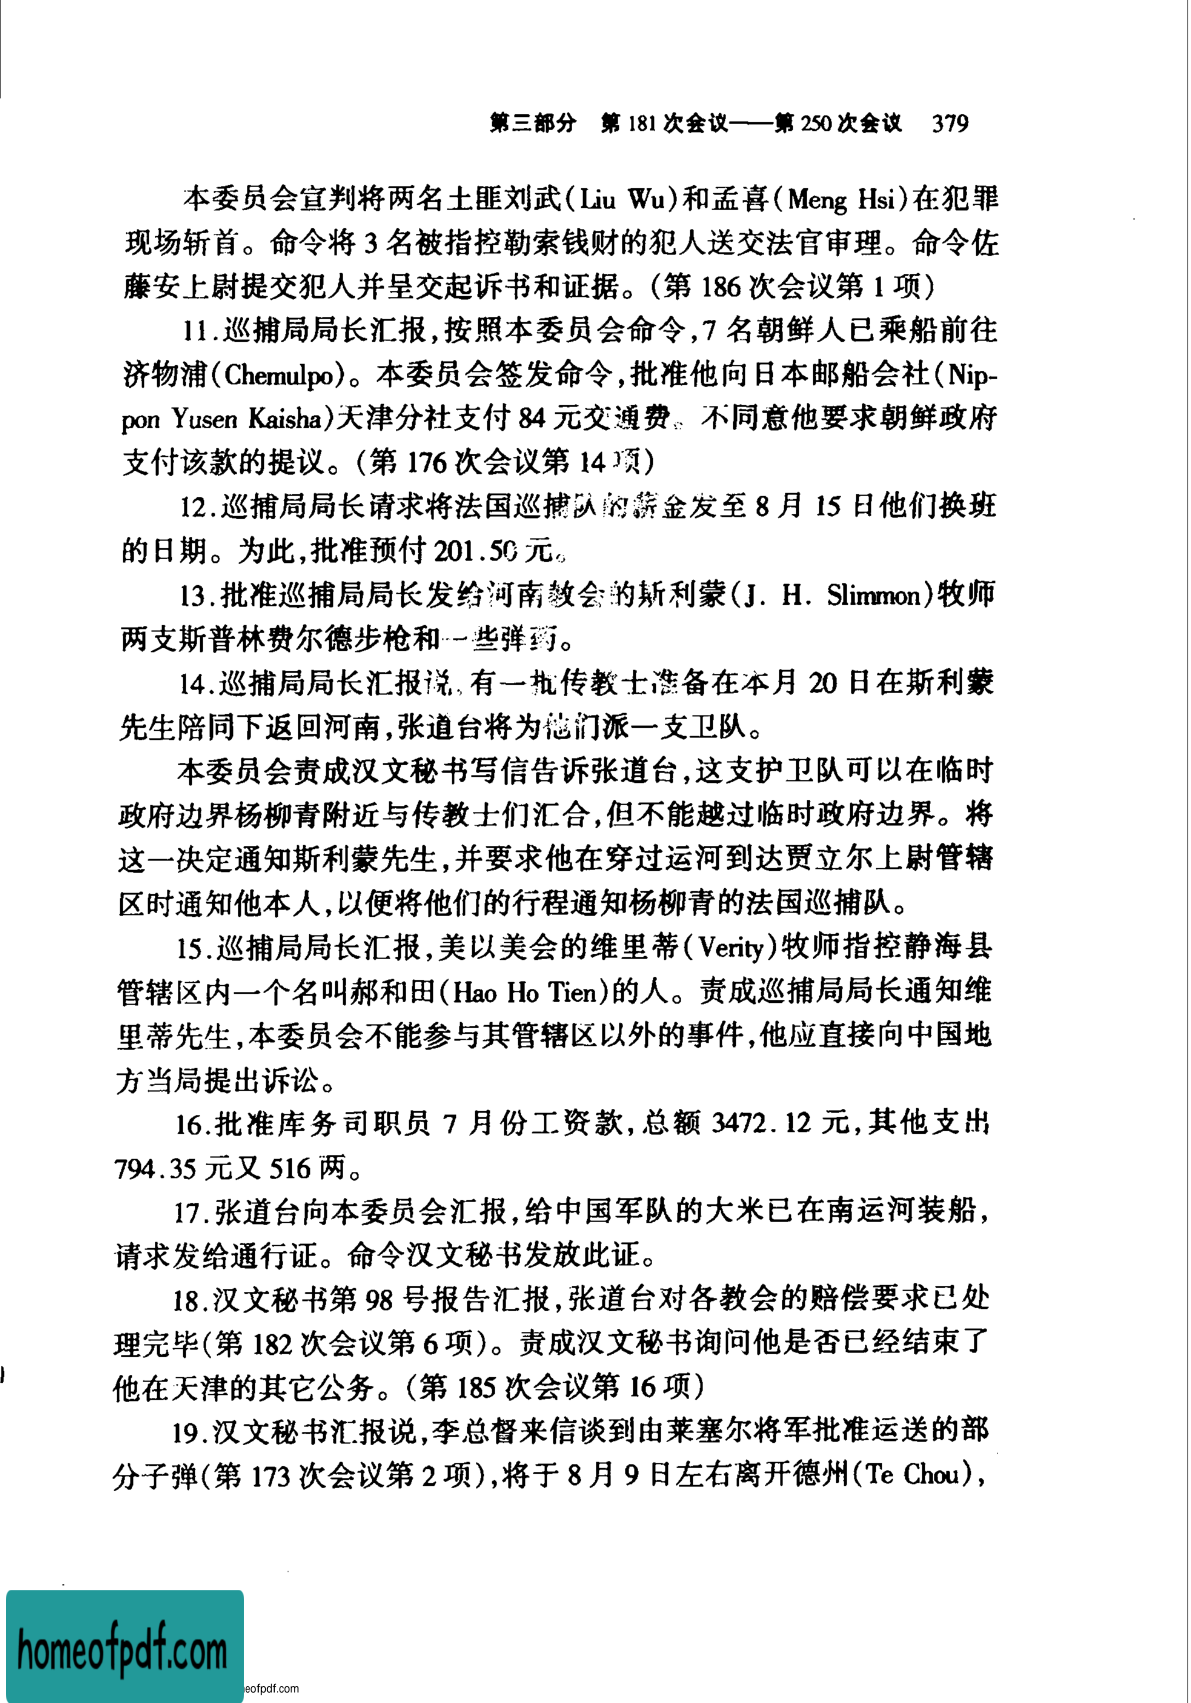 第三部分　第 181 次会议——第 250 次会议　379
本委员会宣判将两名土匪刘武(Liu Wu)和孟喜(Meng Hsi)在犯罪
现场斩首。命令将 3 名被指控勒索钱财的犯人送交法官审理。命令佐
藤安上尉提交犯人并呈交起诉书和证据。(第 186 次会议第 1 项)
11.巡捕局局长汇报,按照本委员会命令,7 名朝鲜人已乘船前往
济物浦(Chemulpo)。本委员会签发命令,批准他向日本邮船会社(Nip-
pon Yusen Kaisha)天津分社支付 84 元交通费。不同意他要求朝鲜政府
支付该款的提议。(第 176 次会议第 14 项)
12.巡捕局局长请求将法国巡捕队的薪金发至 8 月 15 日他们换班
的日期。为此,批准预付 201.50 元。
13.批准巡捕局局长发给河南教会的斯利蒙(J. H. Slimmon)牧师
两支斯普林费尔德步枪和一些弹药。
14.巡捕局局长汇报说,有一批传教士准备在本月 20 日在斯利蒙
先生陪同下返回河南,张道台将为他们派一支卫队。
本委员会责成汉文秘书写信告诉张道台,这支护卫队可以在临时
政府边界杨柳青附近与传教士们汇合,但不能越过临时政府边界。将
这一决定通知斯利蒙先生,并要求他在穿过运河到达贾立尔上尉管辖
区时通知他本人,以便将他们的行程通知杨柳青的法国巡捕队。
15.巡捕局局长汇报,美以美会的维里蒂(Verity)牧师指控静海县
管辖区内一个名叫郝和田(Hao Ho Tien)的人。责成巡捕局局长通知维
里蒂先生,本委员会不能参与其管辖区以外的事件,他应直接向中国地
方当局提出诉讼。
16.批准库务司职员 7 月份工资款,总额 3472.12 元,其他支出
794.35 元又 516 两。
17.张道台向本委员会汇报,给中国军队的大米已在南运河装船,
请求发给通行证。命令汉文秘书发放此证。
18.汉文秘书第 98 号报告汇报,张道台对各教会的赔偿要求已处
理完毕(第 182 次会议第 6 项)。责成汉文秘书询问他是否已经结束了
他在天津的其它公务。(第 185 次会议第 16 项)
19.汉文秘书汇报说,李总督来信谈到由莱塞尔将军批准运送的部
分子弹(第 173 次会议第 2 项),将于 8 月 9 日左右离开德州(Te Chou),
homeofpdf.com
eofpdf.com